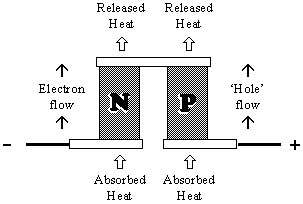 Released Heat
Released Heat
Electron flow
N
P
'Hole' flow
-
+
Absorbed Heat
Absorbed Heat